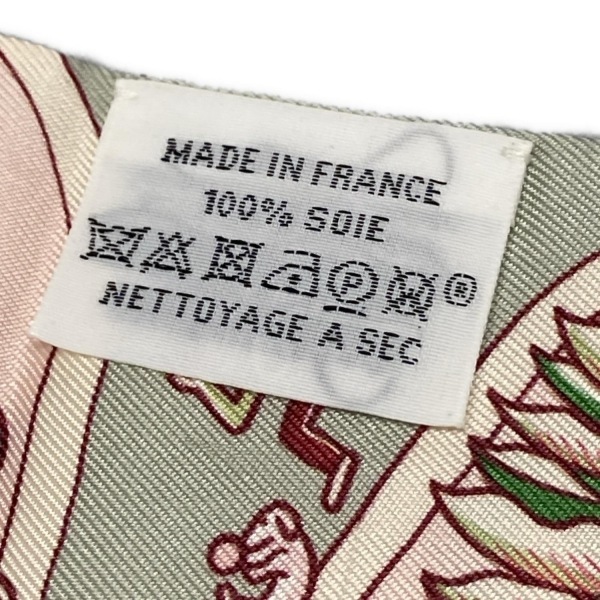 MADE IN FRANCE
100% SOIE
P W ®
NETTOYAGE A SEC